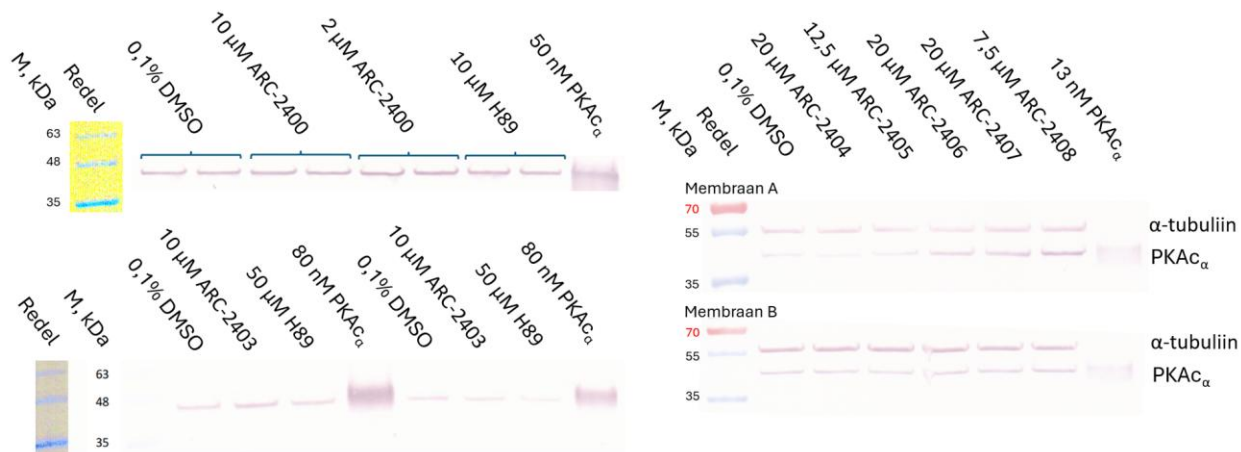 M, kDa
Redel
0,1% DMSO
10 µM ARC-2400
2 µM ARC-2400
10 µM H89
50 nM PKAcα
63
48
35
Redel
M, kDa
0,1% DMSO
10 µM ARC-2403
50 µM H89
80 nM PKAcα
0,1% DMSO
10 µM ARC-2403
50 µM H89
80 nM PKAcα
63
48
35
M, kDa
Redel
0,1% DMSO
20 µM ARC-2404
12,5 µM ARC-2405
20 µM ARC-2406
20 µM ARC-2407
7,5 µM ARC-2408
13 nM PKAcα
Membraan A
70
55
35
α-tubuliin
PKAcα
Membraan B
70
55
35
α-tubuliin
PKAcα